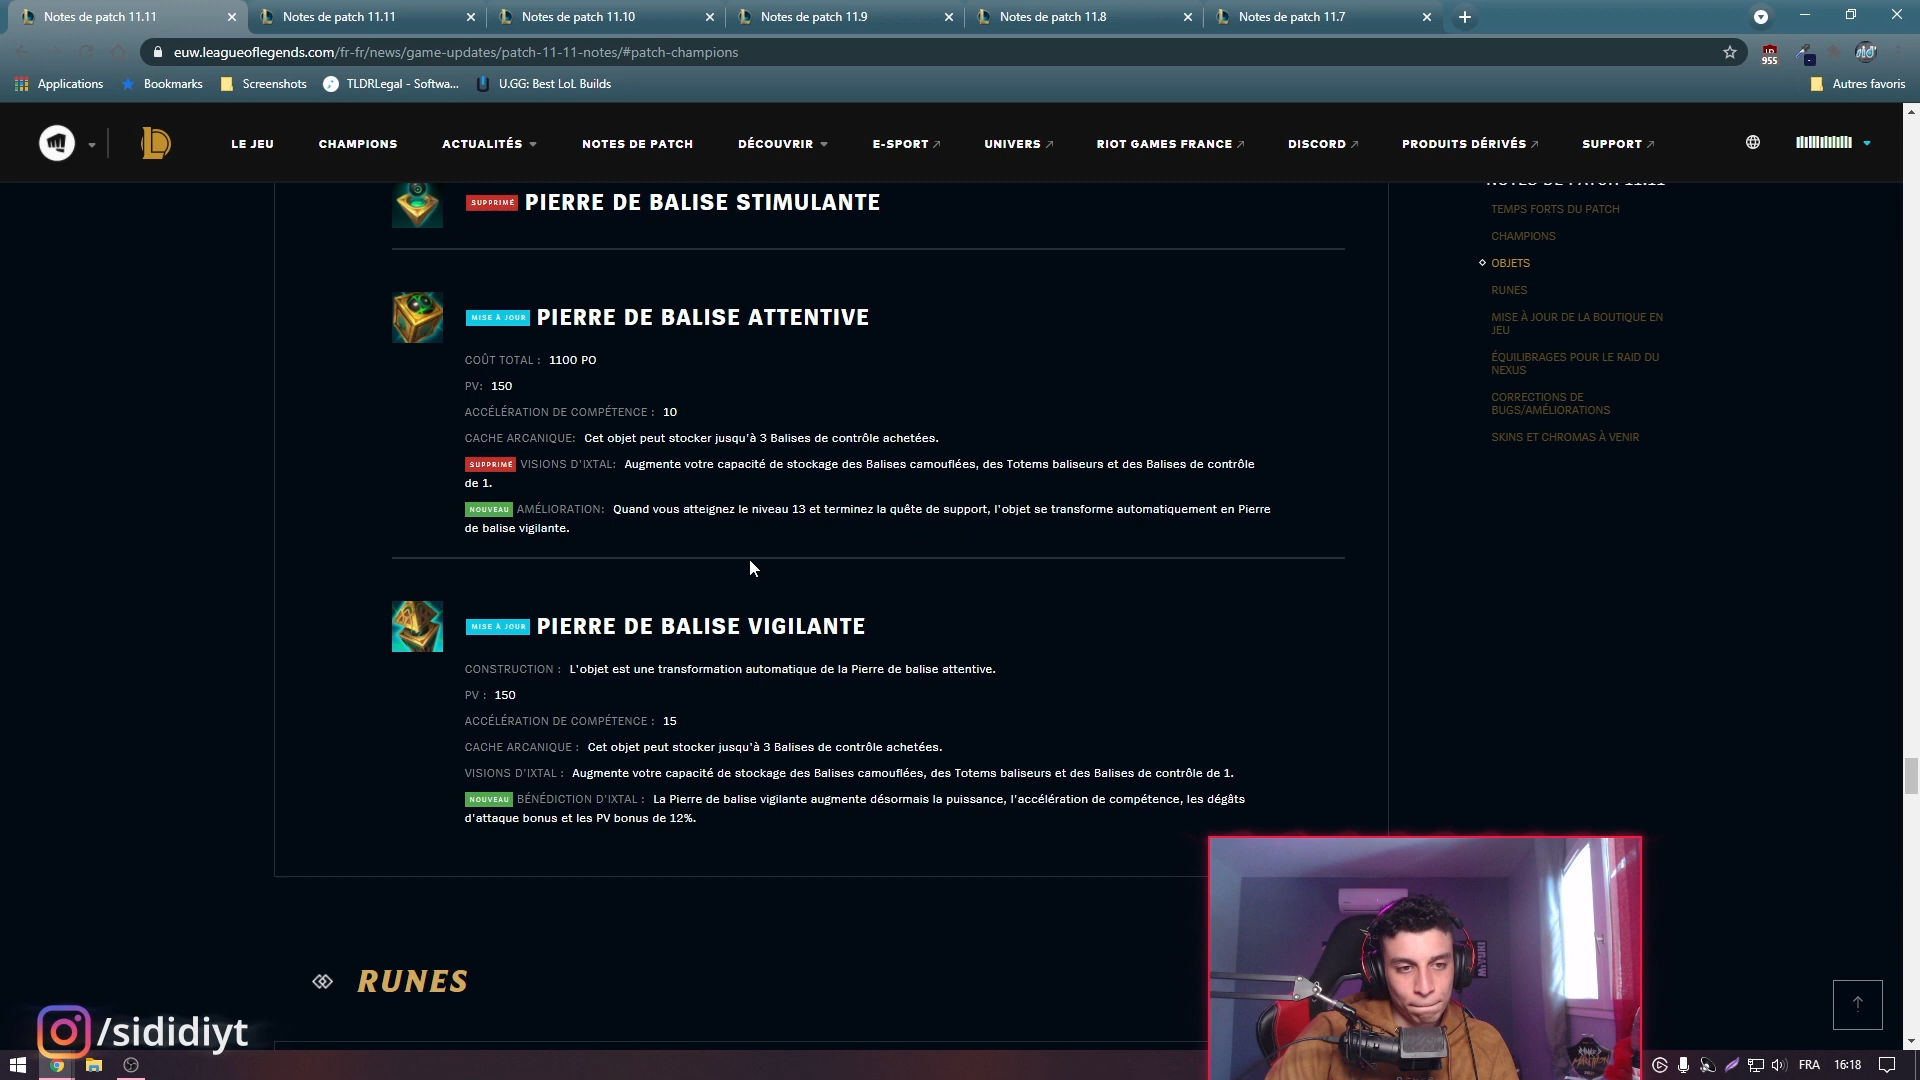 Notes de patch 11.11
Notes de patch 11.11
Notes de patch 11.10
Notes de patch 11.9
Notes de patch 11.8
Notes de patch 11.7
euw.leagueoflegends.com/fr-fr/news/game-updates/patch-11-11-notes/#patch-champions
955
Applications
Bookmarks
Screenshots
TLDRLegal - Softwa...
U.GG: Best LoL Builds
Autres favoris
LE JEU
CHAMPIONS
ACTUALITÉS
NOTES DE PATCH
DÉCOUVRIR
E-SPORT
UNIVERS
RIOT GAMES FRANCE
DISCORD
PRODUITS DÉRIVÉS
SUPPORT
SUPPRIMÉ PIERRE DE BALISE STIMULANTE
MISE À JOUR PIERRE DE BALISE ATTENTIVE
COÛT TOTAL : 1100 PO
PV: 150
ACCÉLÉRATION DE COMPÉTENCE : 10
CACHE ARCANIQUE: Cet objet peut stocker jusqu'à 3 Balises de contrôle achetées.
SUPPRIMÉ VISIONS D'IXTAL: Augmente votre capacité de stockage des Balises camouflées, des Totems baliseurs et des Balises de contrôle
de 1.
NOUVEAU AMÉLIORATION: Quand vous atteignez le niveau 13 et terminez la quête de support, l'objet se transforme automatiquement en Pierre
de balise vigilante.
MISE À JOUR PIERRE DE BALISE VIGILANTE
CONSTRUCTION : L'objet est une transformation automatique de la Pierre de balise attentive.
PV : 150
ACCÉLÉRATION DE COMPÉTENCE : 15
CACHE ARCANIQUE : Cet objet peut stocker jusqu'à 3 Balises de contrôle achetées.
VISIONS D'IXTAL : Augmente votre capacité de stockage des Balises camouflées, des Totems baliseurs et des Balises de contrôle de 1.
NOUVEAU BÉNÉDICTION D'IXTAL : La Pierre de balise vigilante augmente désormais la puissance, l'accélération de compétence, les dégâts
d'attaque bonus et les PV bonus de 12%.
RUNES
NOTES DE PATCH 11.11
TEMPS FORTS DU PATCH
CHAMPIONS
OBJETS
RUNES
MISE À JOUR DE LA BOUTIQUE EN
JEU
ÉQUILIBRAGES POUR LE RAID DU
NEXUS
CORRECTIONS DE
BUGS/AMÉLIORATIONS
SKINS ET CHROMAS À VENIR
/sididiyt
FRA
16:18